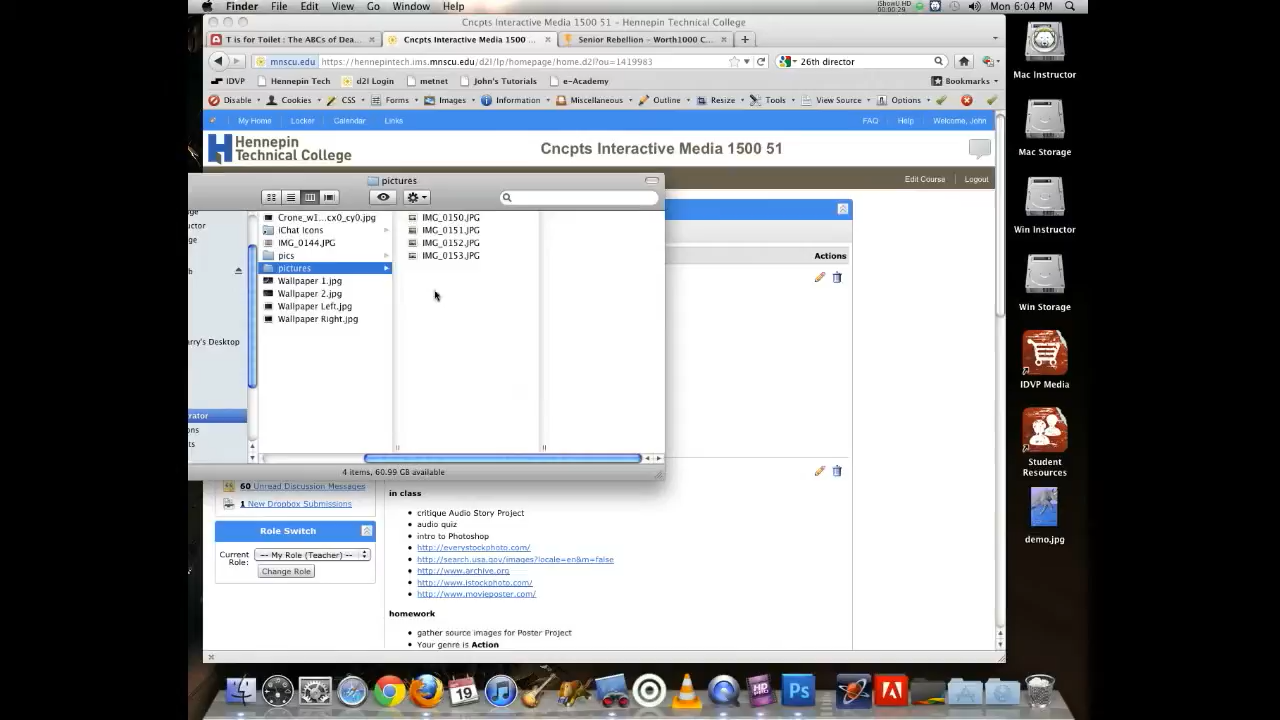 Finder File Edit View Go Window Help
Mon 6:04 PM
Cncpts Interactive Media 1500 51 - Hennepin Technical College
T is for Toilet : The ABCs ... a...
Cncpts Interactive Media 1500 ...
Senior Rebellion - Worth1000 C...
mnscu.edu https://hennepintech.ims.mnscu.edu/d2l/lp/homepage/home.d2l?ou=1419983
26th director
IDVP Hennepin Tech d2l Login metnet John's Tutorials e-Academy Bookmarks
Disable Cookies CSS Forms Images Information Miscellaneous Outline Resize Tools View Source Options
My Home Locker Calendar Links FAQ Help Welcome, John
Hennepin
Technical College
Cncpts Interactive Media 1500 51
Edit Course Logout
pictures
Crone_w1...cx0_cy0.jpg
iChat Icons
IMG_0144.JPG
pics
pictures
Wallpaper 1.jpg
Wallpaper 2.jpg
Wallpaper Left.jpg
Wallpaper Right.jpg
IMG_0150.JPG
IMG_0151.JPG
IMG_0152.JPG
IMG_0153.JPG
arry's Desktop
4 items, 60.99 GB available
Actions
60 Unread Discussion Messages
1 New Dropbox Submissions
Role Switch
Current Role: -- My Role (Teacher) --
Change Role
in class
critique Audio Story Project
audio quiz
intro to Photoshop
http://everystockphoto.com/
http://search.usa.gov/images?locale=en&m=false
http://www.archive.org
http://www.istockphoto.com/
http://www.movieposter.com/
homework
gather source images for Poster Project
Your genre is Action
Mac Instructor
Mac Storage
Win Instructor
Win Storage
IDVP Media
Student
Resources
demo.jpg
19
HD
Ps